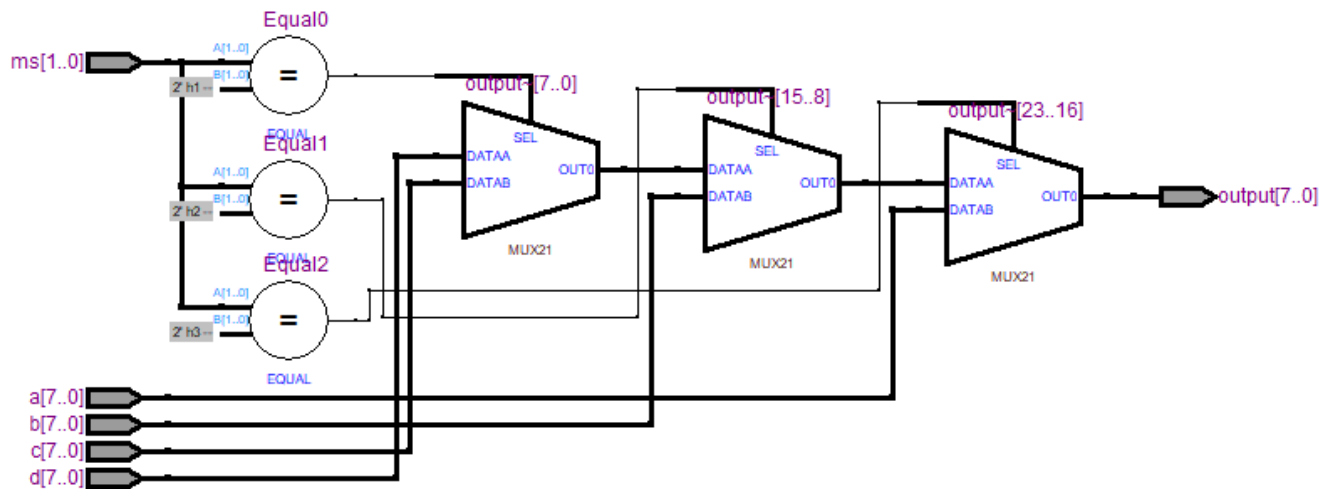 Equal0
ms[1..0]
A[1..0]
B[1..0]
2' h1 --
=
EQUAL
output~[7..0]
SEL
DATAA
DATAB
OUT0
MUX21
Equal1
A[1..0]
B[1..0]
2' h2 --
=
EQUAL
output~[15..8]
SEL
DATAA
DATAB
OUT0
MUX21
Equal2
A[1..0]
B[1..0]
2' h3 --
=
EQUAL
output~[23..16]
SEL
DATAA
DATAB
OUT0
MUX21
output[7..0]
a[7..0]
b[7..0]
c[7..0]
d[7..0]